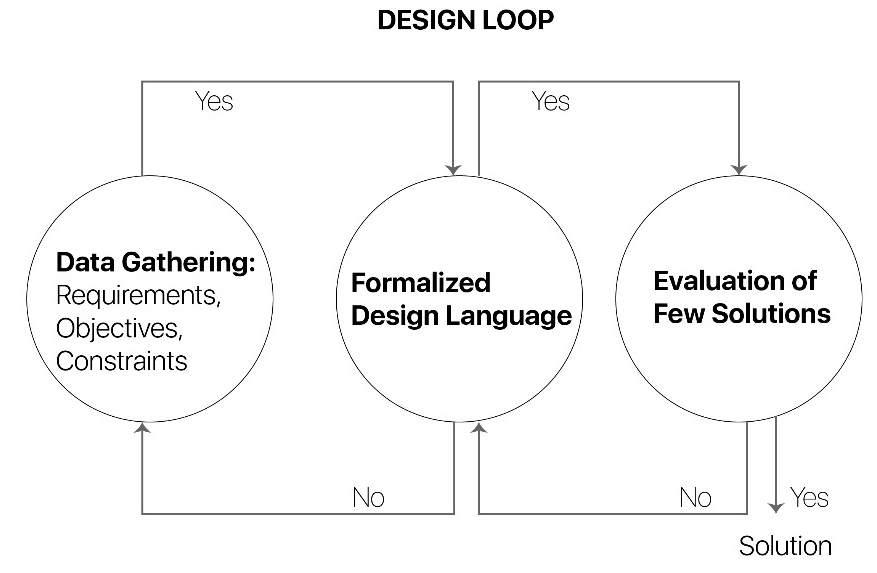 DESIGN LOOP
Yes
Yes
Data Gathering:
Requirements,
Objectives,
Constraints
Formalized
Design Language
Evaluation of
Few Solutions
No
No
Yes
Solution